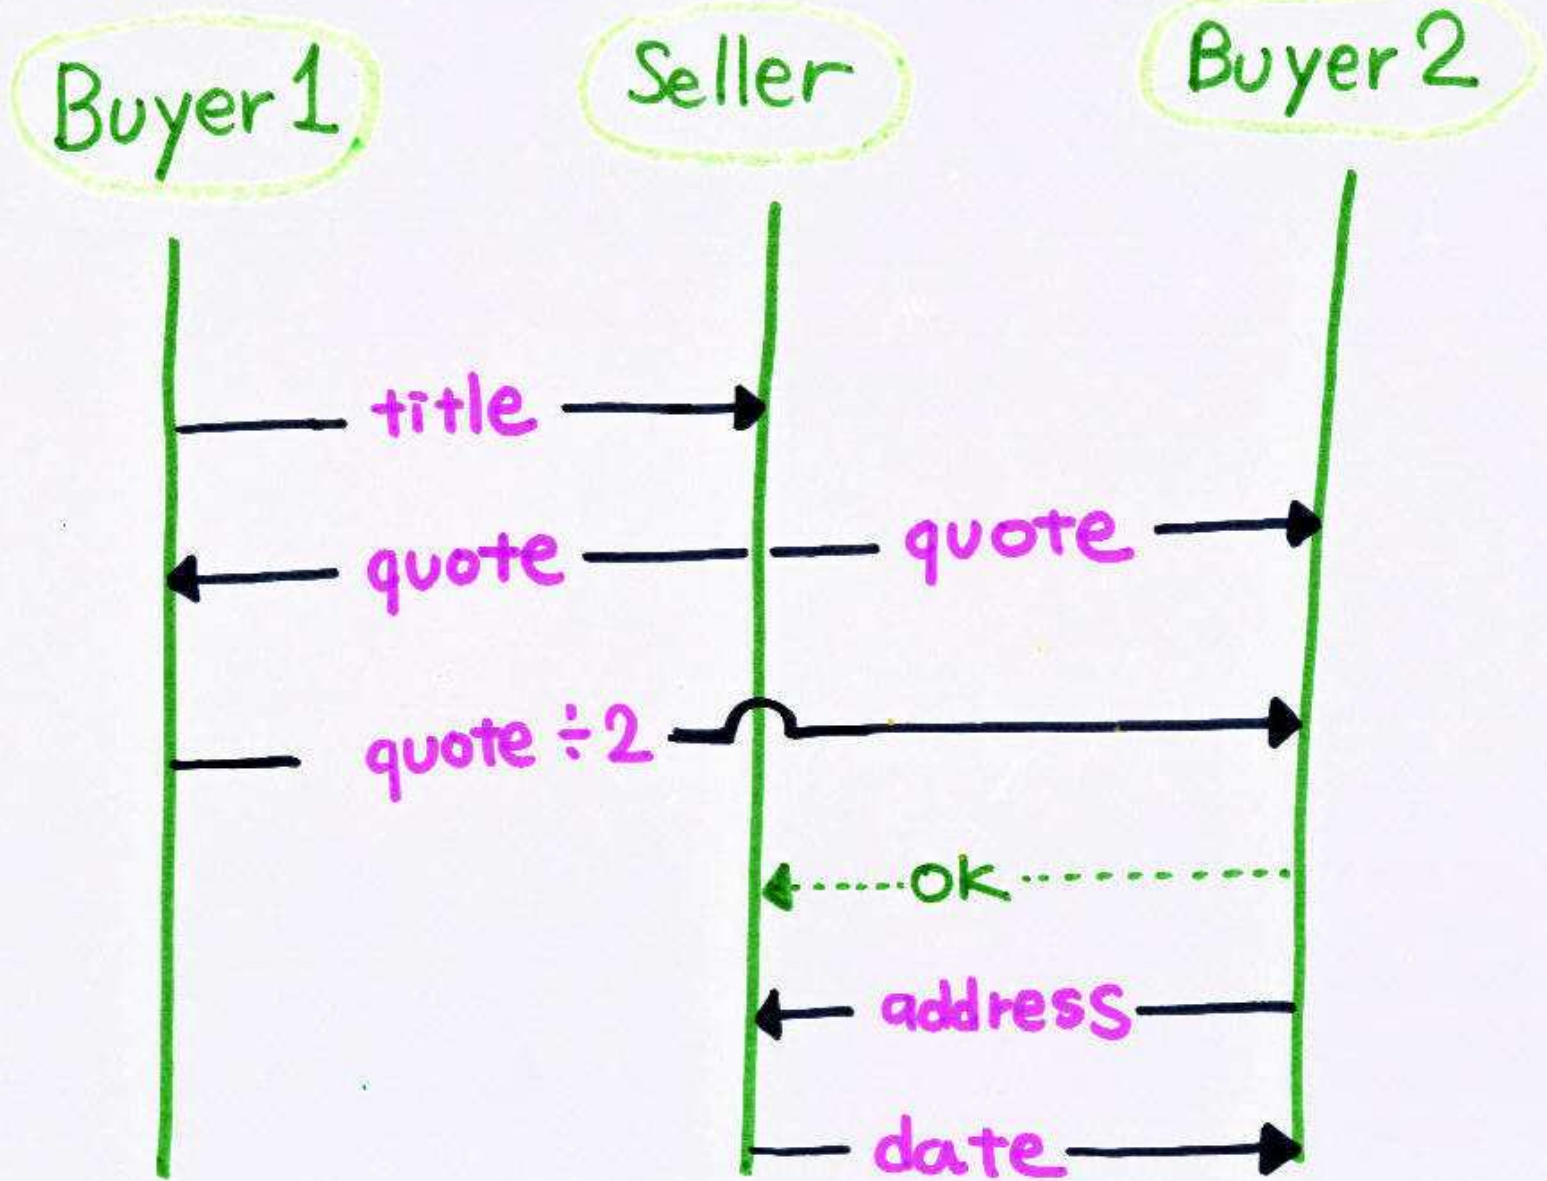 Buyer 1
Seller
Buyer 2
title
quote
quote
quote ÷ 2
ok
address
date